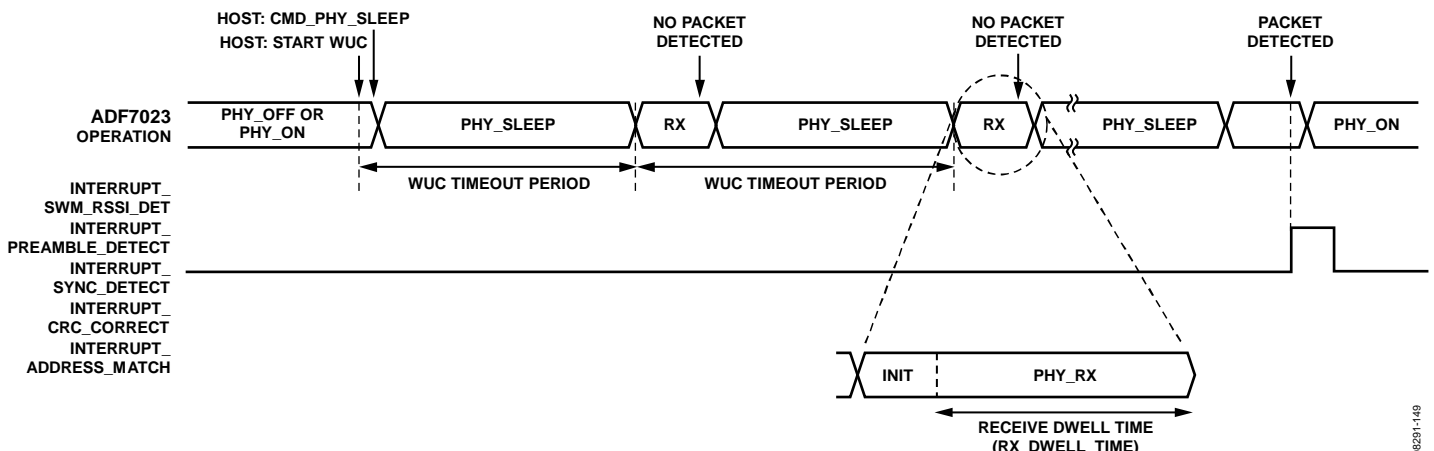 HOST: CMD_PHY_SLEEP
HOST: START WUC
NO PACKET
DETECTED
NO PACKET
DETECTED
PACKET
DETECTED
ADF7023
OPERATION
PHY_OFF OR
PHY_ON
PHY_SLEEP
RX
PHY_SLEEP
RX
PHY_SLEEP
PHY_ON
WUC TIMEOUT PERIOD
WUC TIMEOUT PERIOD
INTERRUPT_
SWM_RSSI_DET
INTERRUPT_
PREAMBLE_DETECT
INTERRUPT_
SYNC_DETECT
INTERRUPT_
CRC_CORRECT
INTERRUPT_
ADDRESS_MATCH
INIT
PHY_RX
RECEIVE DWELL TIME
(RX_DWELL_TIME)
08291-149